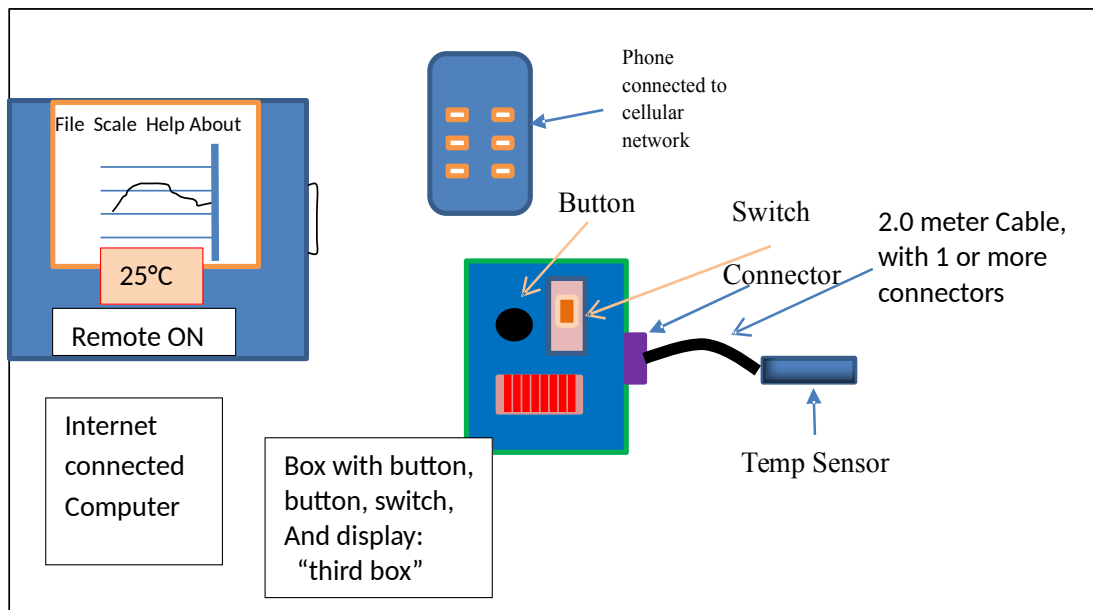 Phone
connected to
cellular
network
File Scale Help About
25°C
Remote ON
Button
Switch
Connector
2.0 meter Cable,
with 1 or more
connectors
Temp Sensor
Internet
connected
Computer
Box with button,
button, switch,
And display:
“third box”